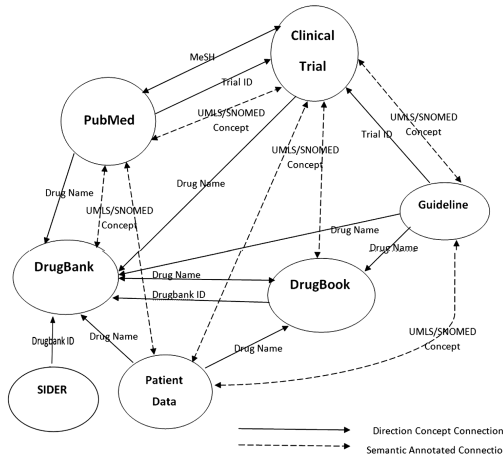 Clinical
Trial
MeSH
Trial ID
PubMed
UMLS/SNOMED
Concept
UMLS/SNOMED
Concept
UMLS/SNOMED
Concept
Trial ID
Drug Name
Drug Name
UMLS/SNOMED
Concept
Guideline
Drug Name
Drug Name
DrugBank
Drug Name
DrugBook
Drugbank ID
Drugbank ID
Drug Name
Drug Name
UMLS/SNOMED
Concept
SIDER
Patient
Data
Direction Concept Connection
Semantic Annotated Connectio